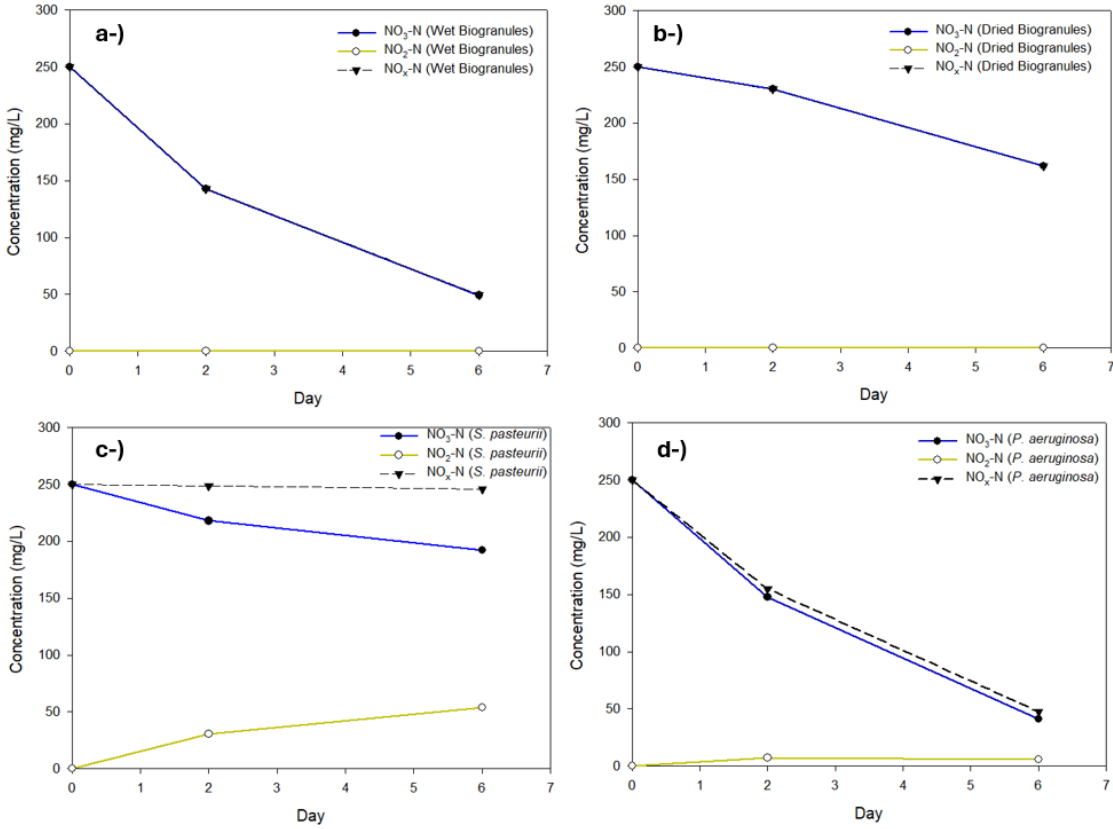 a-)
NO₃-N (Wet Biogranules)
NO₂-N (Wet Biogranules)
NOₓ-N (Wet Biogranules)
Concentration (mg/L)
300
250
200
150
100
50
0
0 1 2 3 4 5 6 7
Day
b-)
NO₃-N (Dried Biogranules)
NO₂-N (Dried Biogranules)
NOₓ-N (Dried Biogranules)
Concentration (mg/L)
300
250
200
150
100
50
0
0 1 2 3 4 5 6 7
Day
c-)
NO₃-N (S. pasteurii)
NO₂-N (S. pasteurii)
NOₓ-N (S. pasteurii)
Concentration (mg/L)
300
250
200
150
100
50
0
0 1 2 3 4 5 6 7
Day
d-)
NO₃-N (P. aeruginosa)
NO₂-N (P. aeruginosa)
NOₓ-N (P. aeruginosa)
Concentration (mg/L)
300
250
200
150
100
50
0
0 1 2 3 4 5 6 7
Day